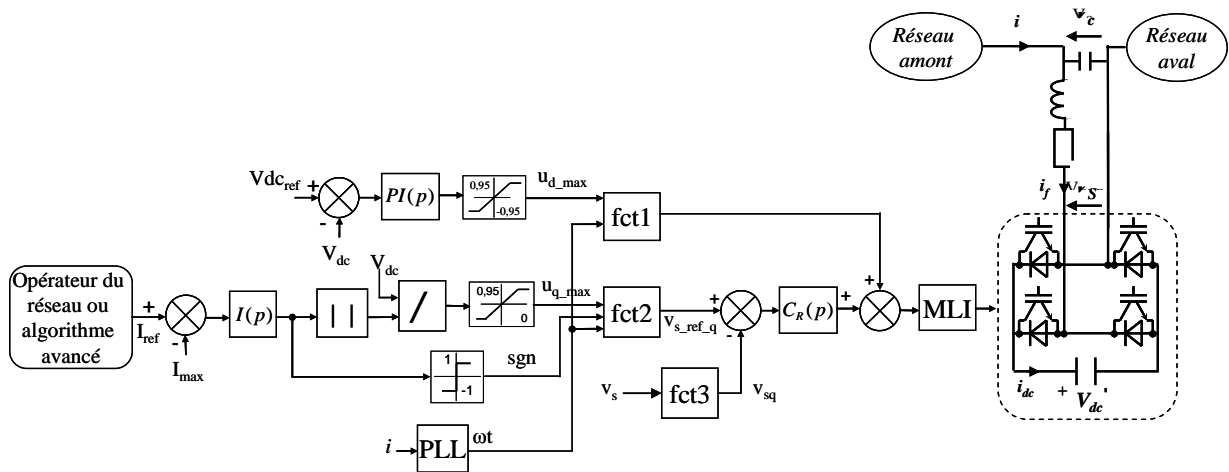 i
v_c
Réseau
amont
Réseau
aval
i_f
v_s
Vdc_ref
+
-
V_dc
PI(p)
0,95
-0,95
u_d_max
fct1
Opérateur du
réseau ou
algorithme
avancé
+
I_ref
-
I_max
I(p)
| |
V_dc
/
0,95
0
u_q_max
fct2
v_s_ref_q
+
-
C_R(p)
+
+
MLI
1
-1
sgn
v_s
fct3
v_sq
i
PLL
ωt
i_dc
+
V_dc'